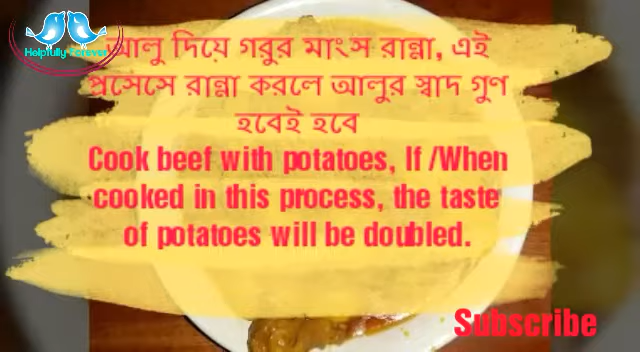 Helpfully Forever
আলু দিয়ে গরুর মাংস রান্না, এই
প্রসেসে রান্না করলে আলুর স্বাদ গুণ
হবেই হবে
Cook beef with potatoes, If /When
cooked in this process, the taste
of potatoes will be doubled.
Subscribe